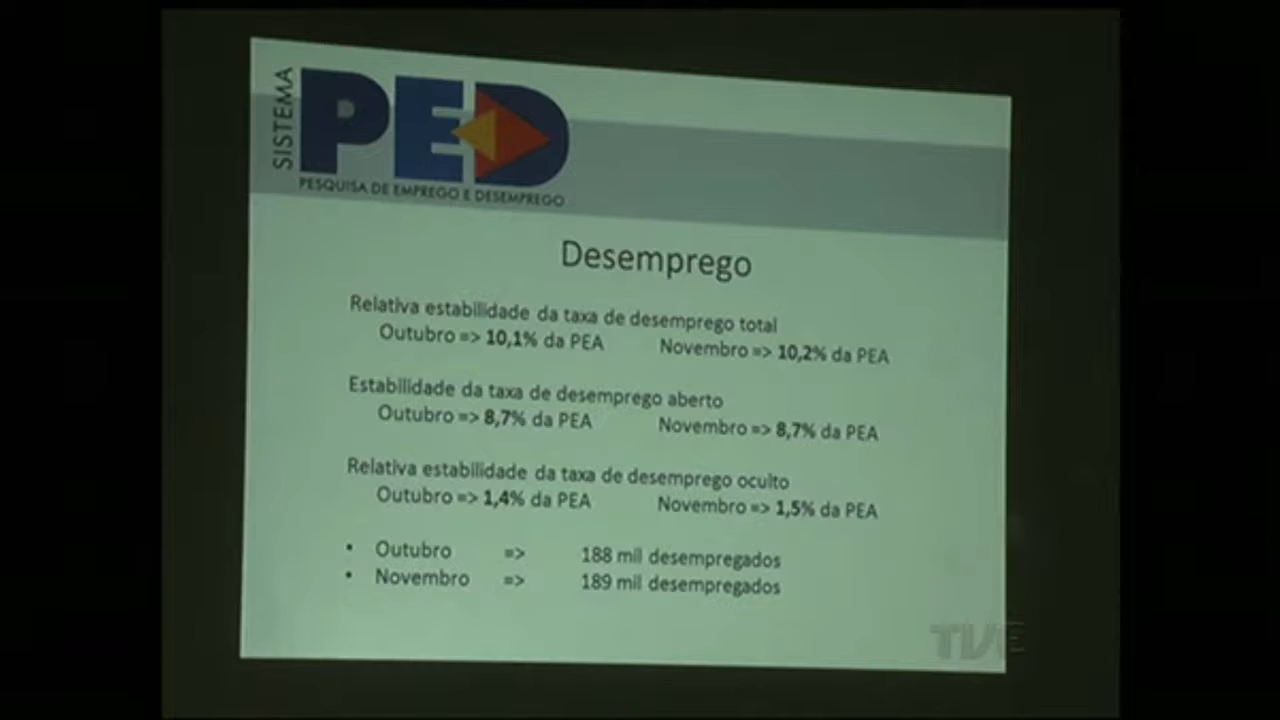 SISTEMA
PED
PESQUISA DE EMPREGO E DESEMPREGO
Desemprego
Relativa estabilidade da taxa de desemprego total
Outubro => 10,1% da PEA Novembro => 10,2% da PEA
Estabilidade da taxa de desemprego aberto
Outubro => 8,7% da PEA Novembro => 8,7% da PEA
Relativa estabilidade da taxa de desemprego oculto
Outubro => 1,4% da PEA Novembro => 1,5% da PEA
• Outubro => 188 mil desempregados
• Novembro => 189 mil desempregados
TVE